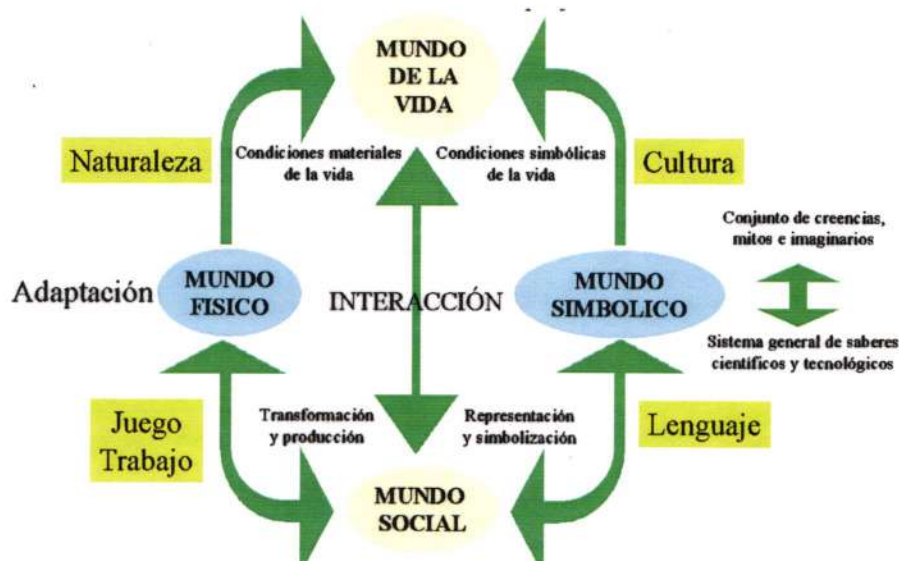 MUNDO
DE LA
VIDA
Naturaleza
Condiciones materiales
de la vida
Condiciones simbólicas
de la vida
Cultura
Conjunto de creencias,
mitos e imaginarios
Adaptación
MUNDO
FISICO
INTERACCIÓN
MUNDO
SIMBOLICO
Sistema general de saberes
científicos y tecnológicos
Juego
Trabajo
Transformación
y producción
Representación
y simbolización
Lenguaje
MUNDO
SOCIAL